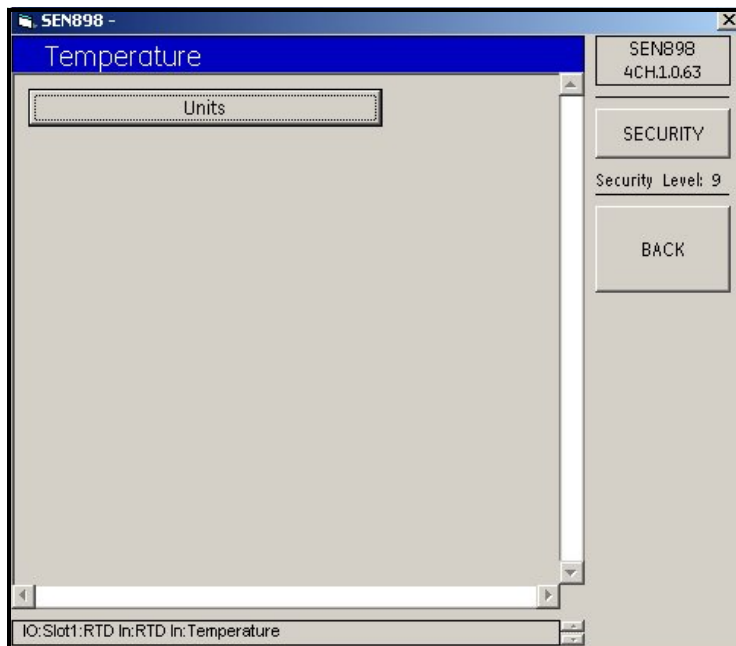 SEN898 -
Temperature
Units
SEN898
4CH.1.0.63
SECURITY
Security Level: 9
BACK
IO:Slot1:RTD In:RTD In:Temperature